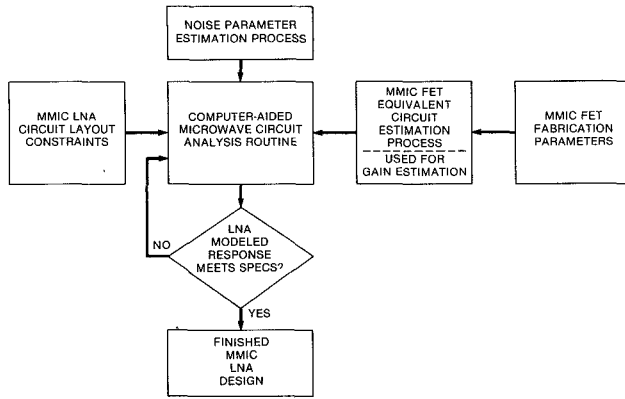 NOISE PARAMETER
ESTIMATION PROCESS
MMIC LNA
CIRCUIT LAYOUT
CONSTRAINTS
COMPUTER-AIDED
MICROWAVE CIRCUIT
ANALYSIS ROUTINE
MMIC FET
EQUIVALENT
CIRCUIT
ESTIMATION
PROCESS
USED FOR
GAIN ESTIMATION
MMIC FET
FABRICATION
PARAMETERS
NO
LNA
MODELED
RESPONSE
MEETS SPECS?
YES
FINISHED
MMIC
LNA
DESIGN